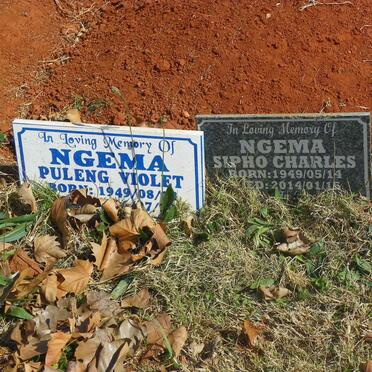 In Loving Memory Of
NGEMA
PULENG VIOLET
BORN: 1949/08/
In Loving Memory Of
NGEMA
SIPHO CHARLES
BORN:1949/05/14
ED:2014/01/15